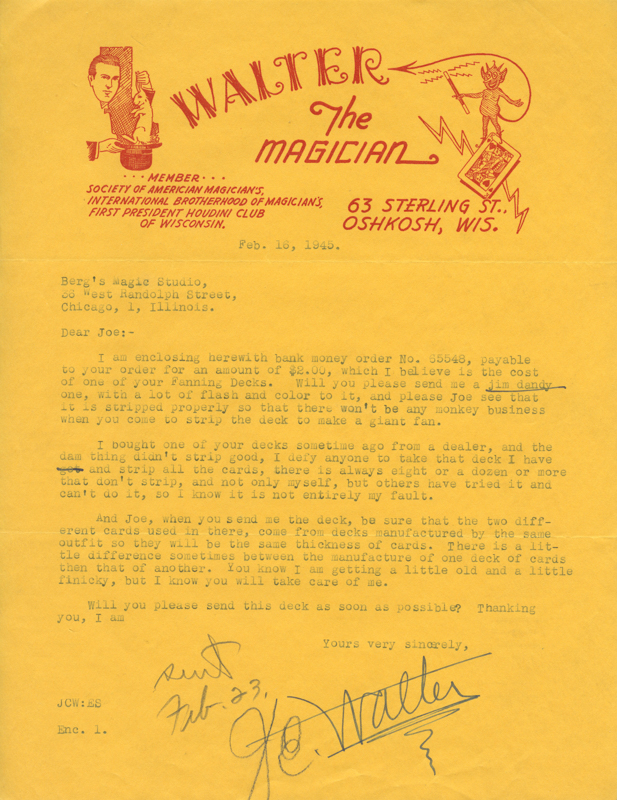 WALTER
The
MAGICIAN
· · · MEMBER · · ·
SOCIETY OF AMERICIAN MAGICIAN'S,
INTERNATIONAL BROTHERHOOD OF MAGICIAN'S,
FIRST PRESIDENT HOUDINI CLUB
OF WISCONSIN.
63 STERLING ST.,
OSHKOSH, WIS.
Feb. 16, 1945.
Berg's Magic Studio,
36 West Randolph Street,
Chicago, 1, Illinois.
Dear Joe:-
I am enclosing herewith bank money order No. 65548, payable
to your order for an amount of $2.00, which I believe is the cost
of one of your Fanning Decks. Will you please send me a jim dandy
one, with a lot of flash and color to it, and please Joe see that
it is stripped properly so that there won't be any monkey business
when you come to strip the deck to make a giant fan.
I bought one of your decks sometime ago from a dealer, and the
dam thing didn't strip good, I defy anyone to take that deck I have
got and strip all the cards, there is always eight or a dozen or more
that don't strip, and not only myself, but others have tried it and
can't do it, so I know it is not entirely my fault.
And Joe, when you send me the deck, be sure that the two diff-
erent cards used in there, come from decks manufactured by the same
outfit so they will be the same thickness of cards. There is a lit-
tle difference sometimes between the manufacture of one deck of cards
then that of another. You know I am getting a little old and a little
finicky, but I know you will take care of me.
Will you please send this deck as soon as possible? Thanking
you, I am
Yours very sincrely,
sent
Feb. 23.
J.C. Walter
JCW:ES
Enc. 1.